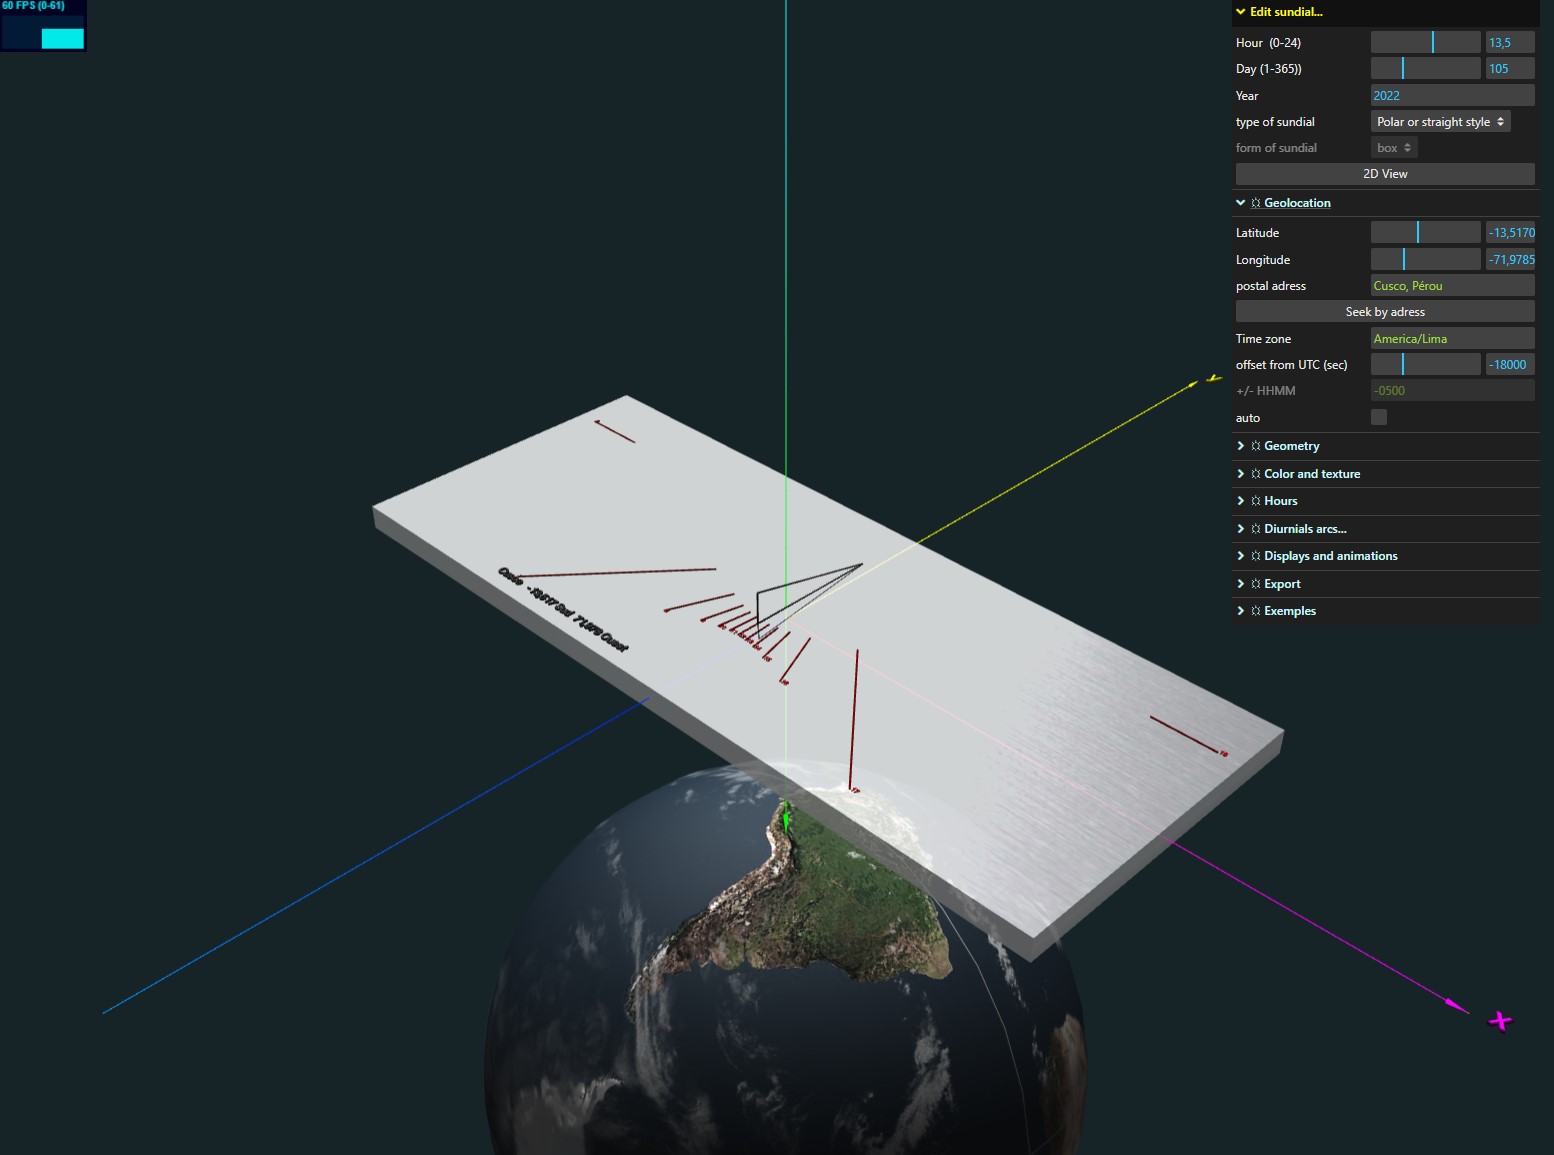 60 FPS (0-61)
Edit sundial...
Hour (0-24)
13,5
Day (1-365))
105
Year
2022
type of sundial
Polar or straight style
form of sundial
box
2D View
Geolocation
Latitude
-13,5170
Longitude
-71,9785
postal adress
Cusco, Pérou
Seek by adress
Time zone
America/Lima
offset from UTC (sec)
-18000
+/- HHMM
-0500
auto
Geometry
Color and texture
Hours
Diurnials arcs...
Displays and animations
Export
Exemples
Y
Cusco -13,517 Sud 71,978 Ouest
17
18
X